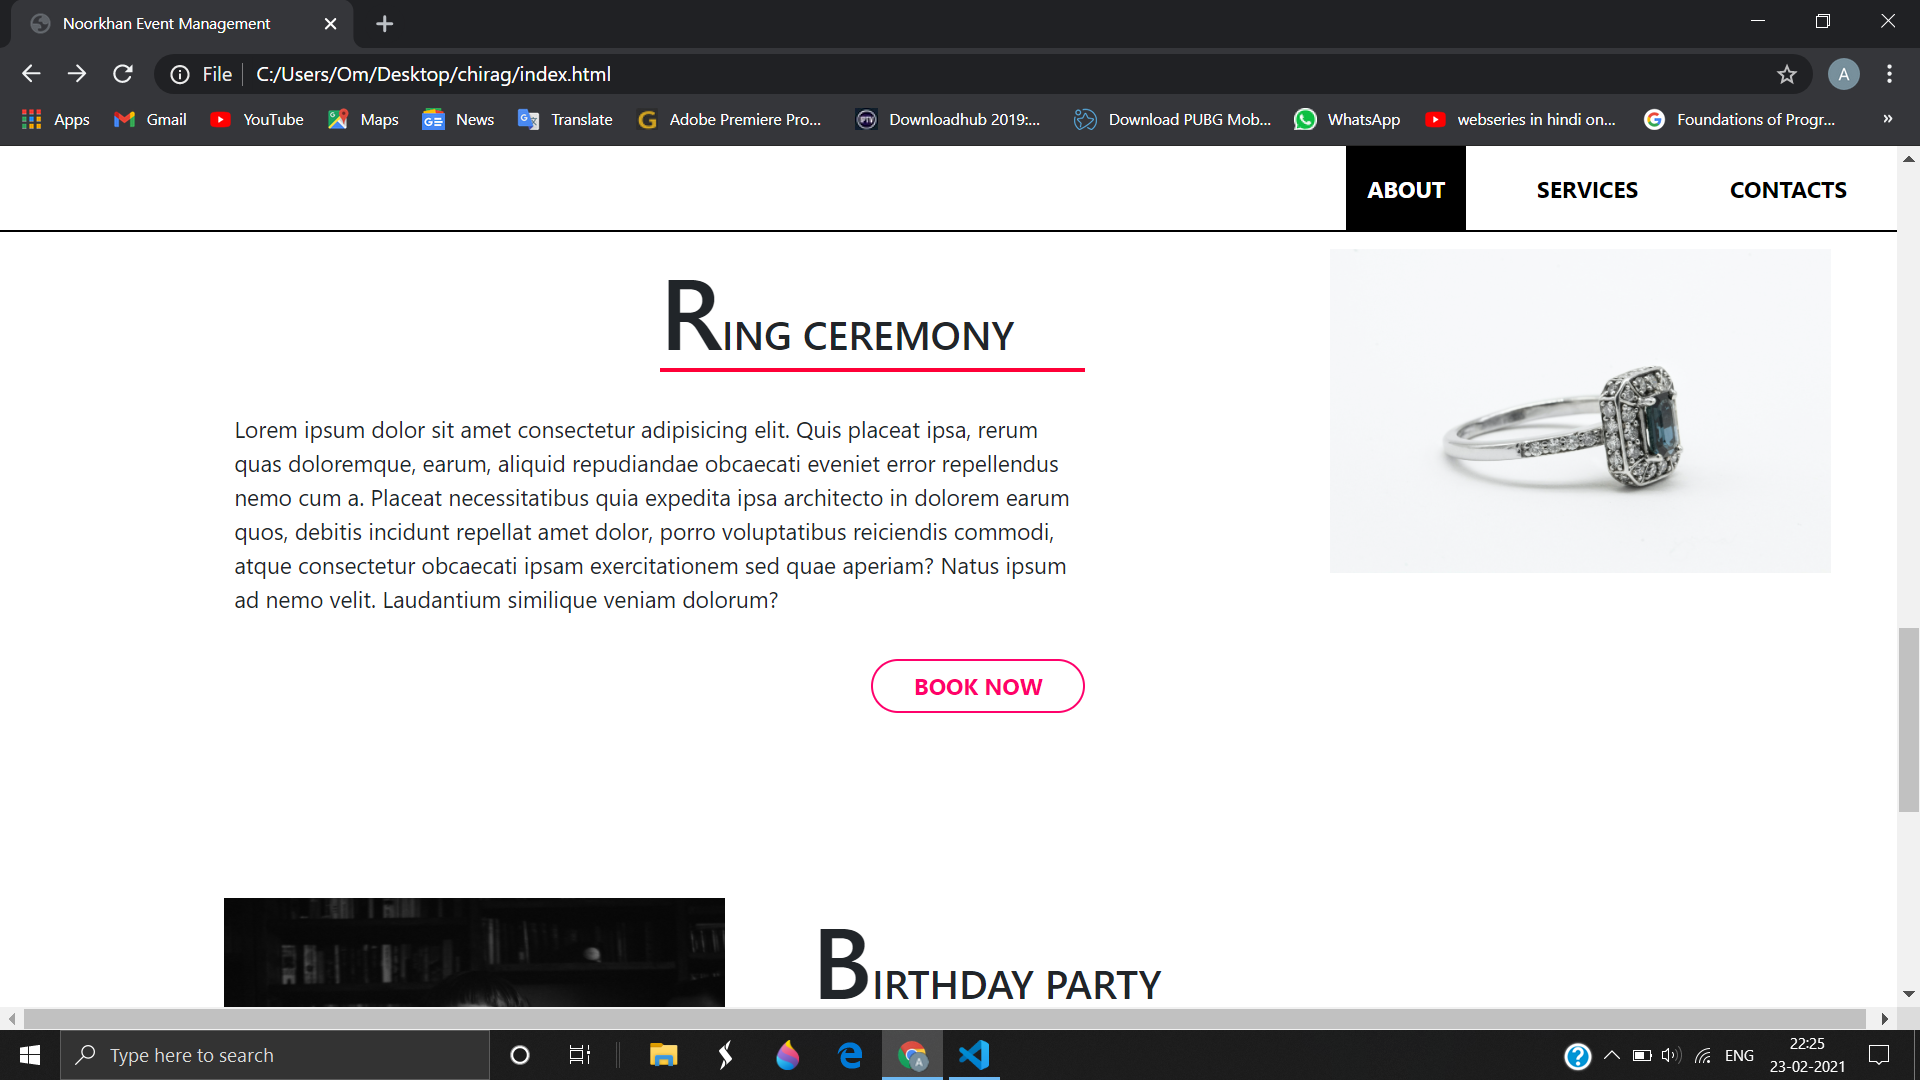 Noorkhan Event Management
File
C:/Users/Om/Desktop/chirag/index.html
A
Apps
Gmail
YouTube
Maps
News
Translate
Adobe Premiere Pro...
Downloadhub 2019:...
Download PUBG Mob...
WhatsApp
webseries in hindi on...
Foundations of Progr...
»
ABOUT
SERVICES
CONTACTS
RING CEREMONY
Lorem ipsum dolor sit amet consectetur adipisicing elit. Quis placeat ipsa, rerum
quas doloremque, earum, aliquid repudiandae obcaecati eveniet error repellendus
nemo cum a. Placeat necessitatibus quia expedita ipsa architecto in dolorem earum
quos, debitis incidunt repellat amet dolor, porro voluptatibus reiciendis commodi,
atque consectetur obcaecati ipsam exercitationem sed quae aperiam? Natus ipsum
ad nemo velit. Laudantium similique veniam dolorum?
BOOK NOW
BIRTHDAY PARTY
Type here to search
ENG
22:25
23-02-2021